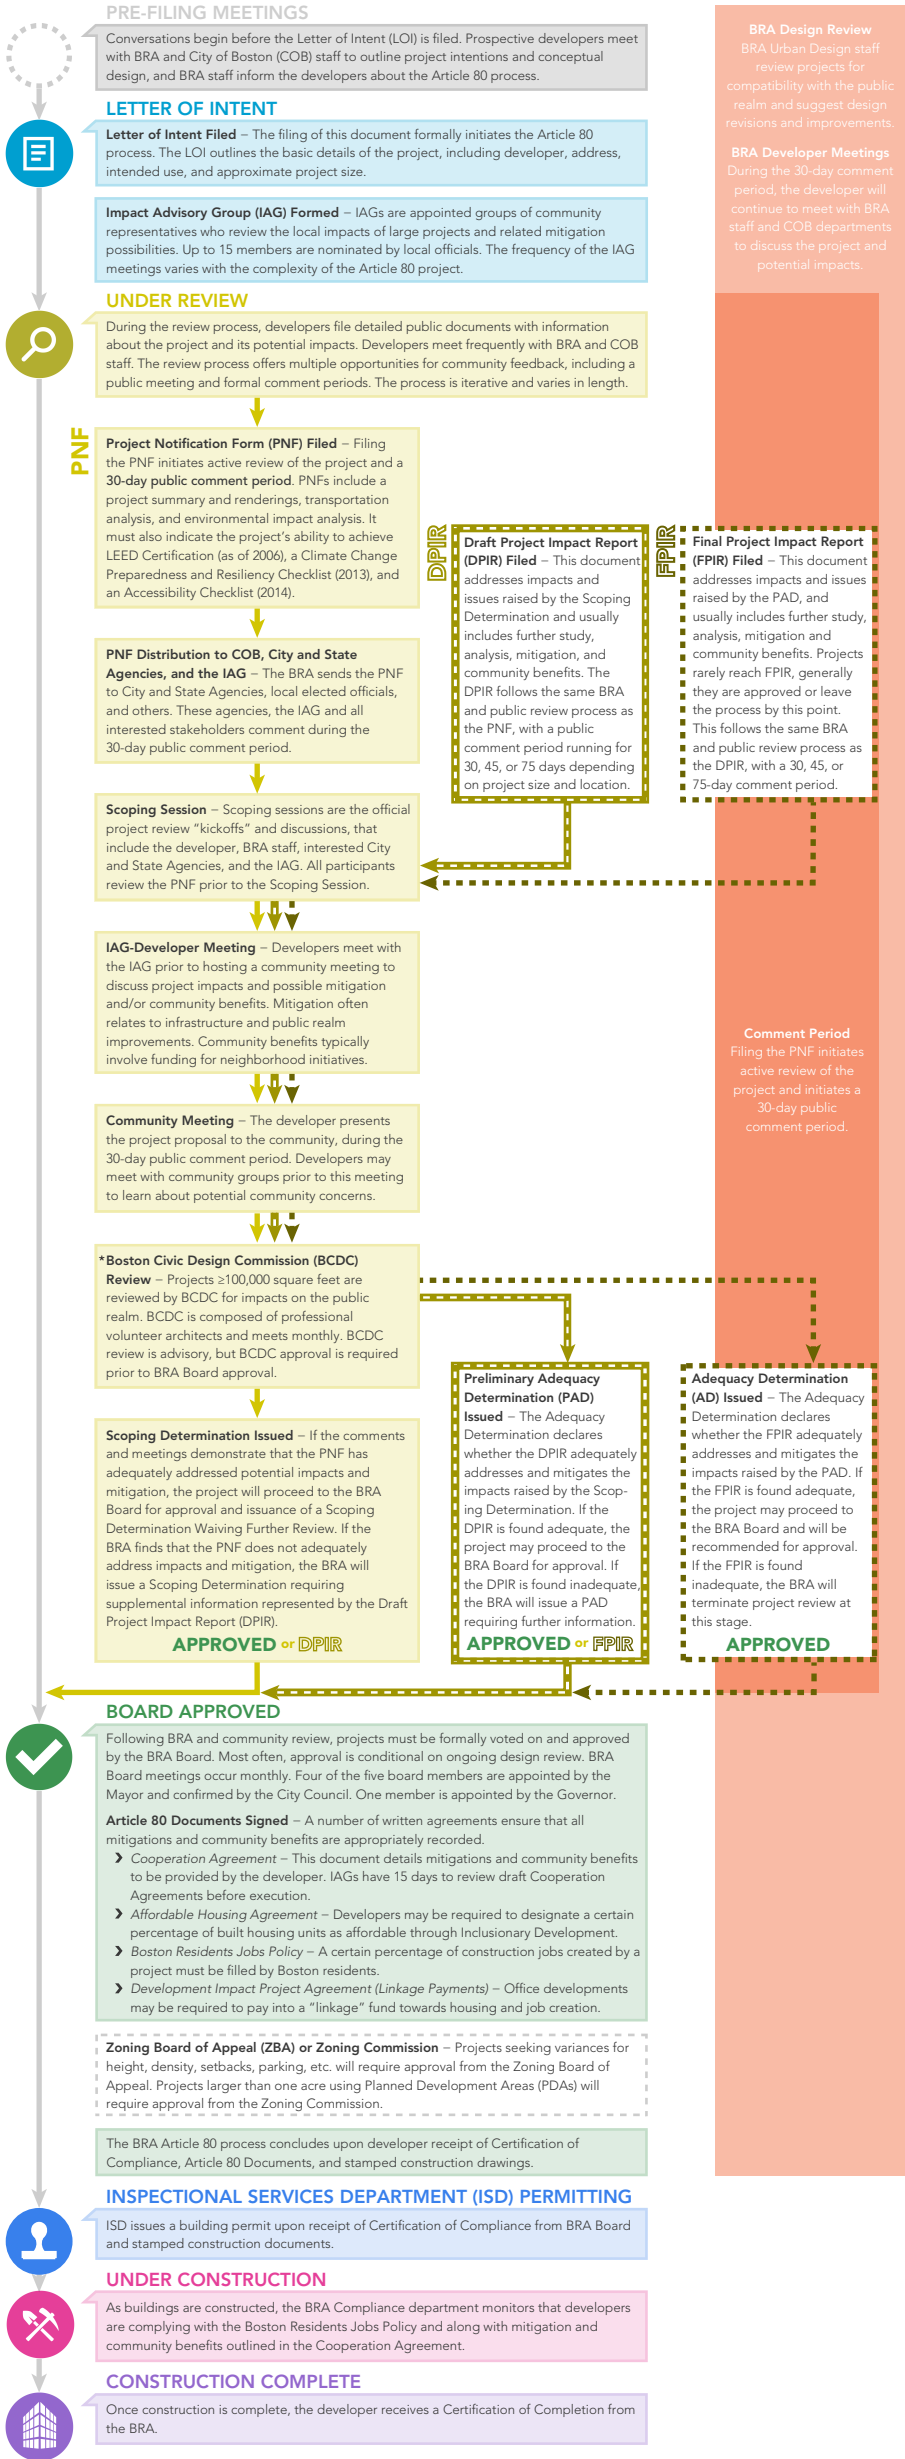 PRE-FILING MEETINGS
Conversations begin before the Letter of Intent (LOI) is filed. Prospective developers meet
with BRA and City of Boston (COB) staff to outline project intentions and conceptual
design, and BRA staff inform the developers about the Article 80 process.
BRA Design Review
BRA Urban Design staff
review projects for
compatibility with the public
realm and suggest design
revisions and improvements.
BRA Developer Meetings
During the 30-day comment
period, the developer will
continue to meet with BRA
staff and COB departments
to discuss the project and
potential impacts.
LETTER OF INTENT
Letter of Intent Filed – The filing of this document formally initiates the Article 80
process. The LOI outlines the basic details of the project, including developer, address,
intended use, and approximate project size.
Impact Advisory Group (IAG) Formed – IAGs are appointed groups of community
representatives who review the local impacts of large projects and related mitigation
possibilities. Up to 15 members are nominated by local officials. The frequency of the IAG
meetings varies with the complexity of the Article 80 project.
UNDER REVIEW
During the review process, developers file detailed public documents with information
about the project and its potential impacts. Developers meet frequently with BRA and COB
staff. The review process offers multiple opportunities for community feedback, including a
public meeting and formal comment periods. The process is iterative and varies in length.
PNF
Project Notification Form (PNF) Filed – Filing
the PNF initiates active review of the project and a
30-day public comment period. PNFs include a
project summary and renderings, transportation
analysis, and environmental impact analysis. It
must also indicate the project's ability to achieve
LEED Certification (as of 2006), a Climate Change
Preparedness and Resiliency Checklist (2013), and
an Accessibility Checklist (2014).
DPIR
Draft Project Impact Report
(DPIR) Filed – This document
addresses impacts and
issues raised by the Scoping
Determination and usually
includes further study,
analysis, mitigation, and
community benefits. The
DPIR follows the same BRA
and public review process as
the PNF, with a public
comment period running for
30, 45, or 75 days depending
on project size and location.
FPIR
Final Project Impact Report
(FPIR) Filed – This document
addresses impacts and issues
raised by the PAD, and
usually includes further study,
analysis, mitigation and
community benefits. Projects
rarely reach FPIR, generally
they are approved or leave
the process by this point.
This follows the same BRA
and public review process as
the DPIR, with a 30, 45, or
75-day comment period.
PNF Distribution to COB, City and State
Agencies, and the IAG – The BRA sends the PNF
to City and State Agencies, local elected officials,
and others. These agencies, the IAG and all
interested stakeholders comment during the
30-day public comment period.
Scoping Session – Scoping sessions are the official
project review "kickoffs" and discussions, that
include the developer, BRA staff, interested City
and State Agencies, and the IAG. All participants
review the PNF prior to the Scoping Session.
IAG-Developer Meeting – Developers meet with
the IAG prior to hosting a community meeting to
discuss project impacts and possible mitigation
and/or community benefits. Mitigation often
relates to infrastructure and public realm
improvements. Community benefits typically
involve funding for neighborhood initiatives.
Comment Period
Filing the PNF initiates
active review of the
project and initiates a
30-day public
comment period.
Community Meeting – The developer presents
the project proposal to the community, during the
30-day public comment period. Developers may
meet with community groups prior to this meeting
to learn about potential community concerns.
*Boston Civic Design Commission (BCDC)
Review – Projects ≥100,000 square feet are
reviewed by BCDC for impacts on the public
realm. BCDC is composed of professional
volunteer architects and meets monthly. BCDC
review is advisory, but BCDC approval is required
prior to BRA Board approval.
Scoping Determination Issued – If the comments
and meetings demonstrate that the PNF has
adequately addressed potential impacts and
mitigation, the project will proceed to the BRA
Board for approval and issuance of a Scoping
Determination Waiving Further Review. If the
BRA finds that the PNF does not adequately
address impacts and mitigation, the BRA will
issue a Scoping Determination requiring
supplemental information represented by the Draft
Project Impact Report (DPIR).
APPROVED or DPIR
Preliminary Adequacy
Determination (PAD)
Issued – The Adequacy
Determination declares
whether the DPIR adequately
addresses and mitigates the
impacts raised by the Scop-
ing Determination. If the
DPIR is found adequate, the
project may proceed to the
BRA Board for approval. If
the DPIR is found inadequate,
the BRA will issue a PAD
requiring further information.
APPROVED or FPIR
Adequacy Determination
(AD) Issued – The Adequacy
Determination declares
whether the FPIR adequately
addresses and mitigates the
impacts raised by the PAD. If
the FPIR is found adequate,
the project may proceed to
the BRA Board and will be
recommended for approval.
If the FPIR is found
inadequate, the BRA will
terminate project review at
this stage.
APPROVED
BOARD APPROVED
Following BRA and community review, projects must be formally voted on and approved
by the BRA Board. Most often, approval is conditional on ongoing design review. BRA
Board meetings occur monthly. Four of the five board members are appointed by the
Mayor and confirmed by the City Council. One member is appointed by the Governor.
Article 80 Documents Signed – A number of written agreements ensure that all
mitigations and community benefits are appropriately recorded.
❯ Cooperation Agreement – This document details mitigations and community benefits
to be provided by the developer. IAGs have 15 days to review draft Cooperation
Agreements before execution.
❯ Affordable Housing Agreement – Developers may be required to designate a certain
percentage of built housing units as affordable through Inclusionary Development.
❯ Boston Residents Jobs Policy – A certain percentage of construction jobs created by a
project must be filled by Boston residents.
❯ Development Impact Project Agreement (Linkage Payments) – Office developments
may be required to pay into a "linkage" fund towards housing and job creation.
Zoning Board of Appeal (ZBA) or Zoning Commission – Projects seeking variances for
height, density, setbacks, parking, etc. will require approval from the Zoning Board of
Appeal. Projects larger than one acre using Planned Development Areas (PDAs) will
require approval from the Zoning Commission.
The BRA Article 80 process concludes upon developer receipt of Certification of
Compliance, Article 80 Documents, and stamped construction drawings.
INSPECTIONAL SERVICES DEPARTMENT (ISD) PERMITTING
ISD issues a building permit upon receipt of Certification of Compliance from BRA Board
and stamped construction documents.
UNDER CONSTRUCTION
As buildings are constructed, the BRA Compliance department monitors that developers
are complying with the Boston Residents Jobs Policy and along with mitigation and
community benefits outlined in the Cooperation Agreement.
CONSTRUCTION COMPLETE
Once construction is complete, the developer receives a Certification of Completion from
the BRA.